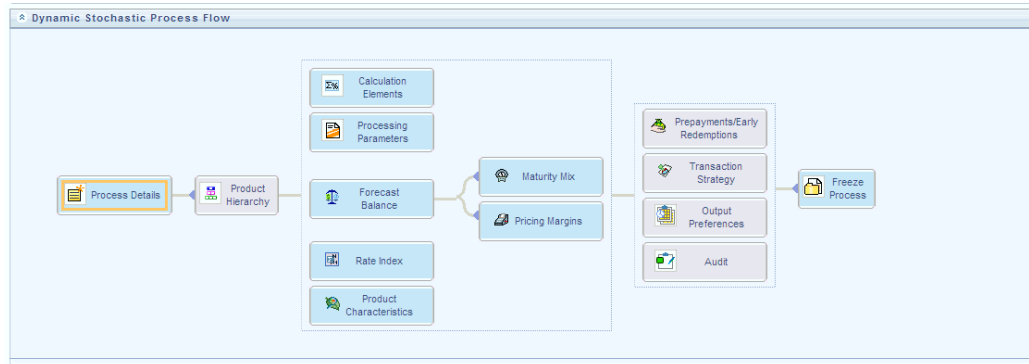 Dynamic Stochastic Process Flow
Process Details
Product
Hierarchy
Calculation
Elements
Processing
Parameters
Forecast
Balance
Rate Index
Product
Characteristics
Maturity Mix
Pricing Margins
Prepayments/Early
Redemptions
Transaction
Strategy
Output
Preferences
Audit
Freeze
Process